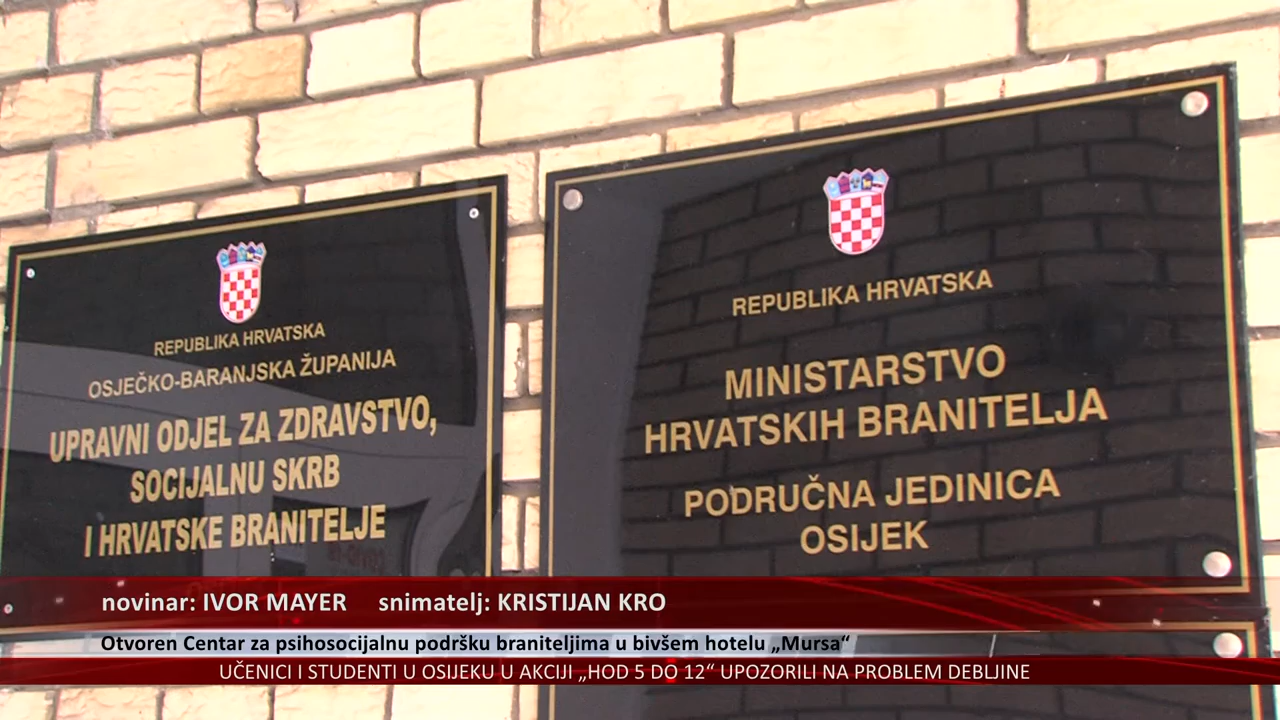 REPUBLIKA HRVATSKA
OSJEČKO-BARANJSKA ŽUPANIJA
UPRAVNI ODJEL ZA ZDRAVSTVO,
SOCIJALNU SKRB
I HRVATSKE BRANITELJE
REPUBLIKA HRVATSKA
MINISTARSTVO
HRVATSKIH BRANITELJA
PODRUČNA JEDINICA
OSIJEK
novinar: IVOR MAYER snimatelj: KRISTIJAN KRO
Otvoren Centar za psihosocijalnu podršku braniteljima u bivšem hotelu „Mursa“
UČENICI I STUDENTI U OSIJEKU U AKCIJI „HOD 5 DO 12“ UPOZORILI NA PROBLEM DEBLJINE